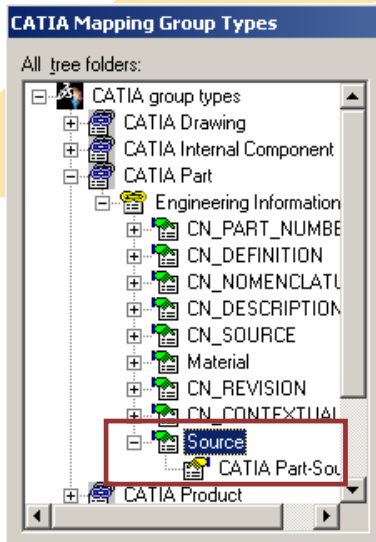 CATIA Mapping Group Types
All tree folders:
CATIA group types
CATIA Drawing
CATIA Internal Component
CATIA Part
Engineering Information
CN_PART_NUMBE
CN_DEFINITION
CN_NOMENCLATU
CN_DESCRIPTION
CN_SOURCE
Material
CN_REVISION
CN_CONTEXTUAL
Source
CATIA Part-Sou
CATIA Product